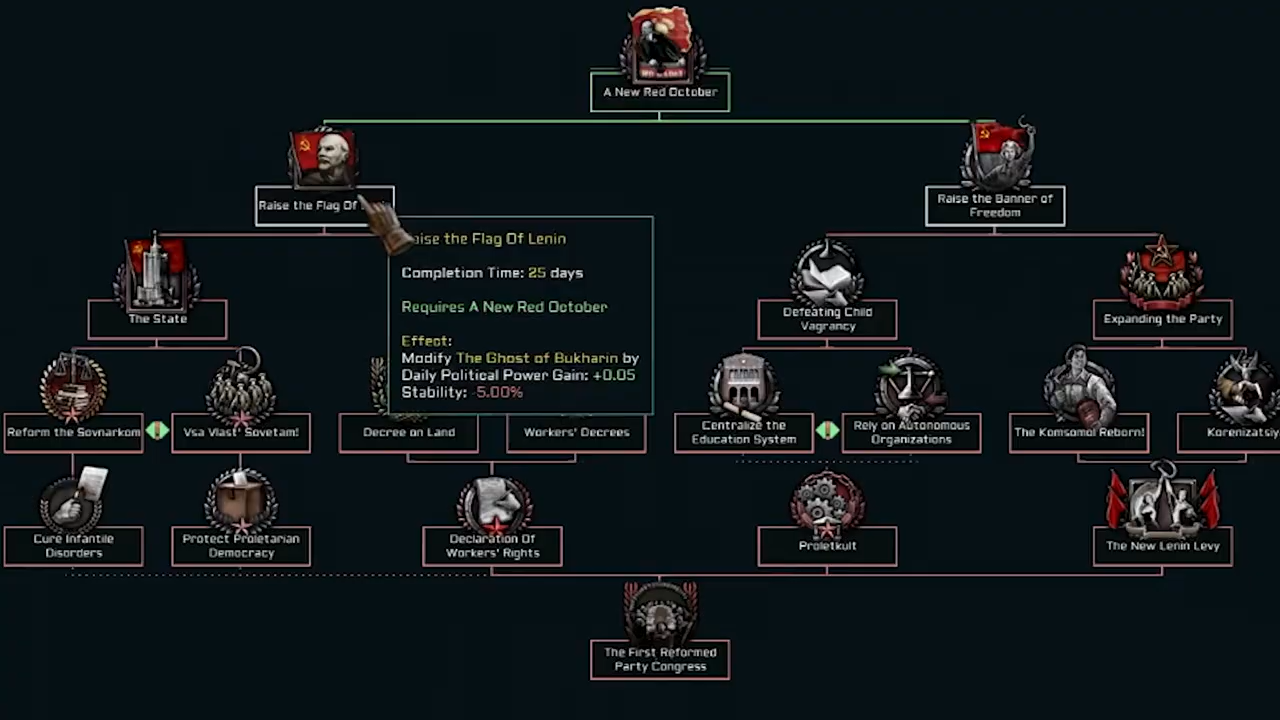 A New Red October
Raise the Flag Of
Raise the Banner of
Freedom
aise the Flag Of Lenin
Completion Time: 25 days
Requires A New Red October
Effect:
Modify The Ghost of Bukharin by
Daily Political Power Gain: +0.05
Stability: -5.00%
The State
Defeating Child
Vagrancy
Expanding the Party
Reform the Sovnarkom
Vsa Vlast' Sovetam!
Decree on Land
Workers' Decrees
Centralize the
Education System
Rely on Autonomous
Organizations
The Komsomol Reborn!
Korenizatsiy
Cure Infantile
Disorders
Protect Proletarian
Democracy
Declaration Of
Workers' Rights
Proletkult
The New Lenin Levy
The First Reformed
Party Congress